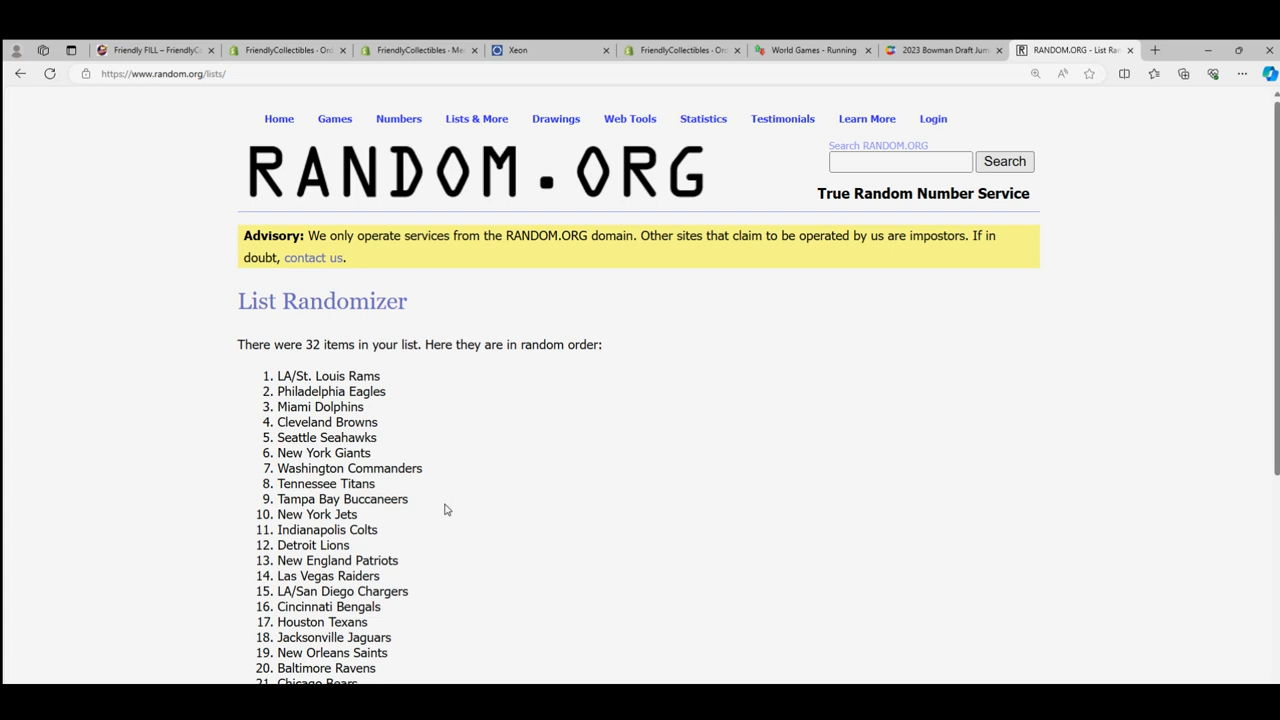 Friendly FILL – FriendlyC
FriendlyCollectibles · Ord
FriendlyCollectibles · Me
Xeon
FriendlyCollectibles · Ord
World Games - Running
2023 Bowman Draft Jum
RANDOM.ORG - List Ran
https://www.random.org/lists/
Home Games Numbers Lists & More Drawings Web Tools Statistics Testimonials Learn More Login
RANDOM.ORG
Search RANDOM.ORG
Search
True Random Number Service
Advisory: We only operate services from the RANDOM.ORG domain. Other sites that claim to be operated by us are impostors. If in
doubt, contact us.
List Randomizer
There were 32 items in your list. Here they are in random order:
1. LA/St. Louis Rams
2. Philadelphia Eagles
3. Miami Dolphins
4. Cleveland Browns
5. Seattle Seahawks
6. New York Giants
7. Washington Commanders
8. Tennessee Titans
9. Tampa Bay Buccaneers
10. New York Jets
11. Indianapolis Colts
12. Detroit Lions
13. New England Patriots
14. Las Vegas Raiders
15. LA/San Diego Chargers
16. Cincinnati Bengals
17. Houston Texans
18. Jacksonville Jaguars
19. New Orleans Saints
20. Baltimore Ravens
21. Chicago Bears